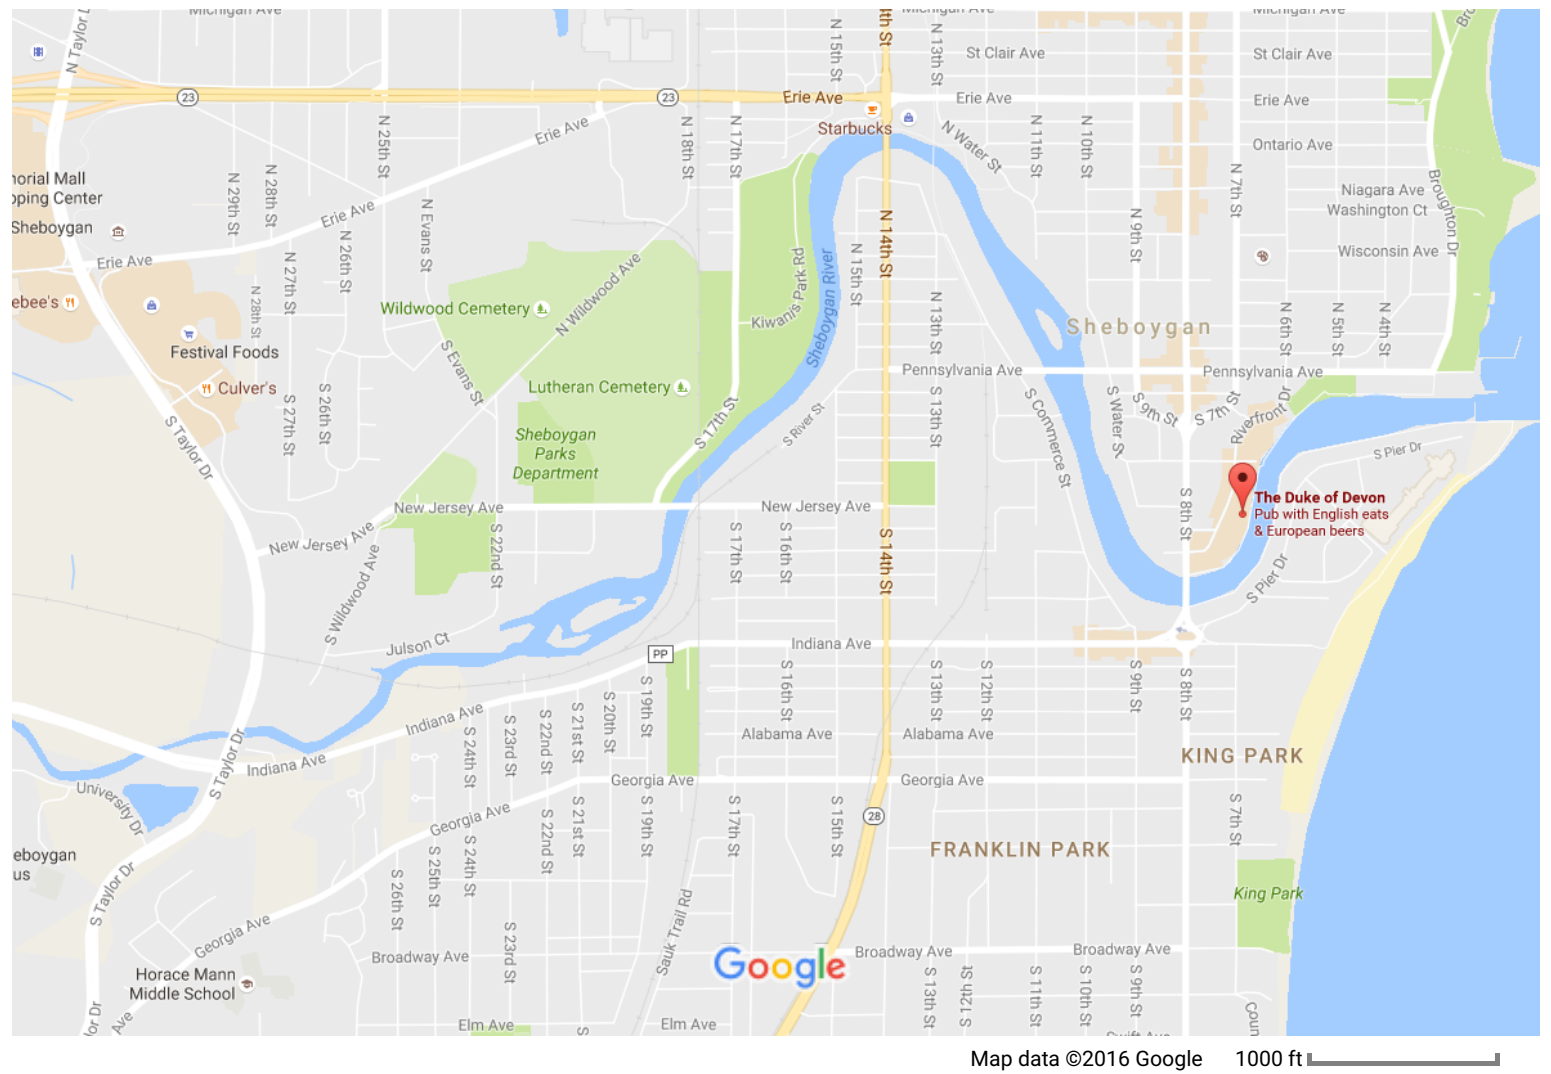 Michigan Ave
Michigan Ave
N Taylor D
N 15th St
14th St
N 13th St
St Clair Ave
St Clair Ave
23
23
Erie Ave
Erie Ave
Erie Ave
Starbucks
N 25th St
Erie Ave
N 18th St
N 17th St
N Water St
N 11th St
N 10th St
Ontario Ave
norial Mall
pping Center
Sheboygan
N 29th St
N 28th St
Erie Ave
N Evans St
N 7th St
Broughton Dr
Niagara Ave
Washington Ct
N 9th St
Wisconsin Ave
N 14th St
N 26th St
Erie Ave
N 27th St
N 28th St
ebee's
Wildwood Cemetery
N Wildwood Ave
Kiwanis Park Rd
Sheboygan River
N 15th St
N 13th St
Sheboygan
N 6th St
N 5th St
N 4th St
Festival Foods
Culver's
S Evans St
Lutheran Cemetery
Pennsylvania Ave
Pennsylvania Ave
S 27th St
S 26th St
S 17th St
S River St
S 13th St
S Commerce St
S Water St
S 9th St
S 7th St
Riverfront Dr
S Taylor Dr
Sheboygan
Parks
Department
S Pier Dr
The Duke of Devon
Pub with English eats
& European beers
New Jersey Ave
New Jersey Ave
New Jersey Ave
S 8th St
S 22nd St
S 17th St
S 16th St
S 14th St
S Pier Dr
S Wildwood Ave
Julson Ct
PP
Indiana Ave
Indiana Ave
S 19th St
S 20th St
S 21st St
S 22nd St
S 23rd St
S 24th St
S 16th St
S 13th St
S 12th St
S 9th St
S 8th St
Alabama Ave
Alabama Ave
KING PARK
S Taylor Dr
Indiana Ave
University Dr
Georgia Ave
Georgia Ave
Georgia Ave
28
S 7th St
S 21st St
S 22nd St
S 19th St
S 17th St
S 15th St
S 24th St
S 25th St
S 26th St
FRANKLIN PARK
eboygan
us
King Park
S Taylor Dr
Georgia Ave
S 23rd St
Sauk Trail Rd
Broadway Ave
Broadway Ave
Broadway Ave
Google
Horace Mann
Middle School
S 13th St
S 12th St
S 11th St
S 10th St
S 9th St
lor Dr
Ave
Elm Ave
Elm Ave
S
Swift Ave
Coun
Map data ©2016 Google
1000 ft